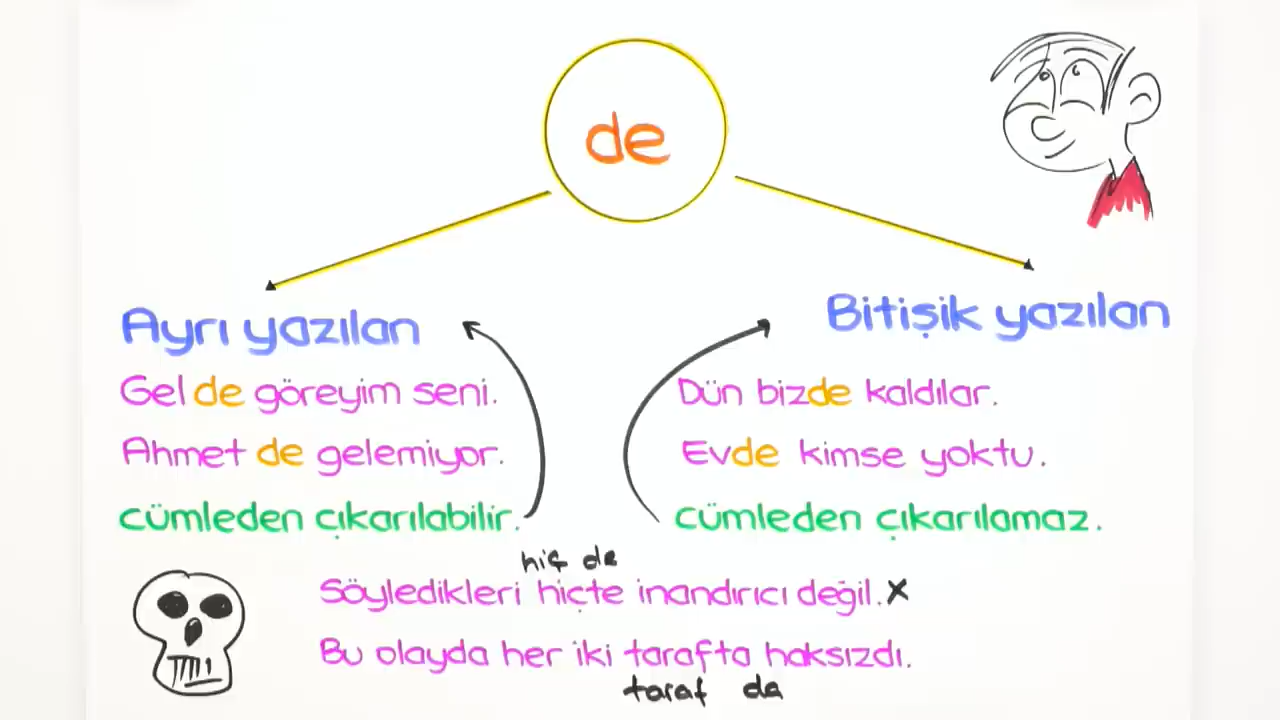 de
Ayrı yazılan
Gel de göreyim seni.
Ahmet de gelemiyor.
cümleden çıkarılabilir.
Bitişik yazılan
Dün bizde kaldılar.
Evde kimse yoktu.
cümleden çıkarılamaz.
hiç de
Söyledikleri hiçte inandırıcı değil. x
Bu olayda her iki tarafta haksızdı.
taraf da